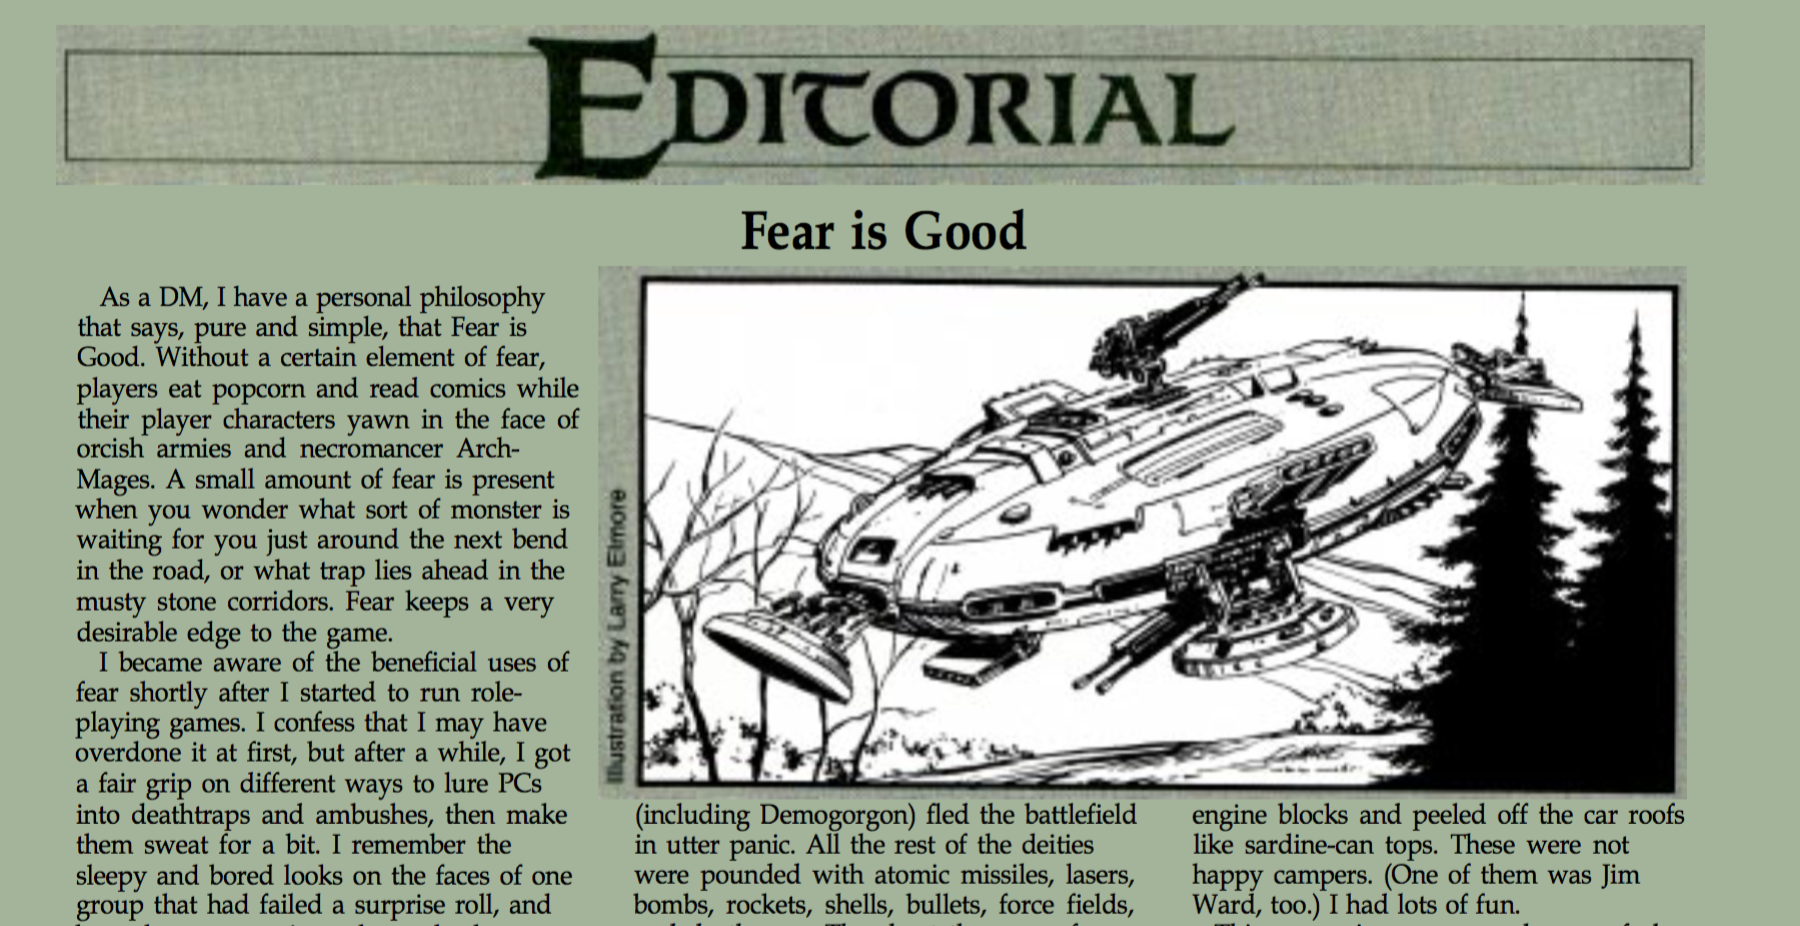 EDITORIAL
Fear is Good
As a DM, I have a personal philosophy
that says, pure and simple, that Fear is
Good. Without a certain element of fear,
players eat popcorn and read comics while
their player characters yawn in the face of
orcish armies and necromancer Arch-
Mages. A small amount of fear is present
when you wonder what sort of monster is
waiting for you just around the next bend
in the road, or what trap lies ahead in the
musty stone corridors. Fear keeps a very
desirable edge to the game.
I became aware of the beneficial uses of
fear shortly after I started to run role-
playing games. I confess that I may have
overdone it at first, but after a while, I got
a fair grip on different ways to lure PCs
into deathtraps and ambushes, then make
them sweat for a bit. I remember the
sleepy and bored looks on the faces of one
group that had failed a surprise roll, and
Illustration by Larry Elmore
(including Demogorgon) fled the battlefield
in utter panic. All the rest of the deities
were pounded with atomic missiles, lasers,
bombs, rockets, shells, bullets, force fields,
engine blocks and peeled off the car roofs
like sardine-can tops. These were not
happy campers. (One of them was Jim
Ward, too.) I had lots of fun.